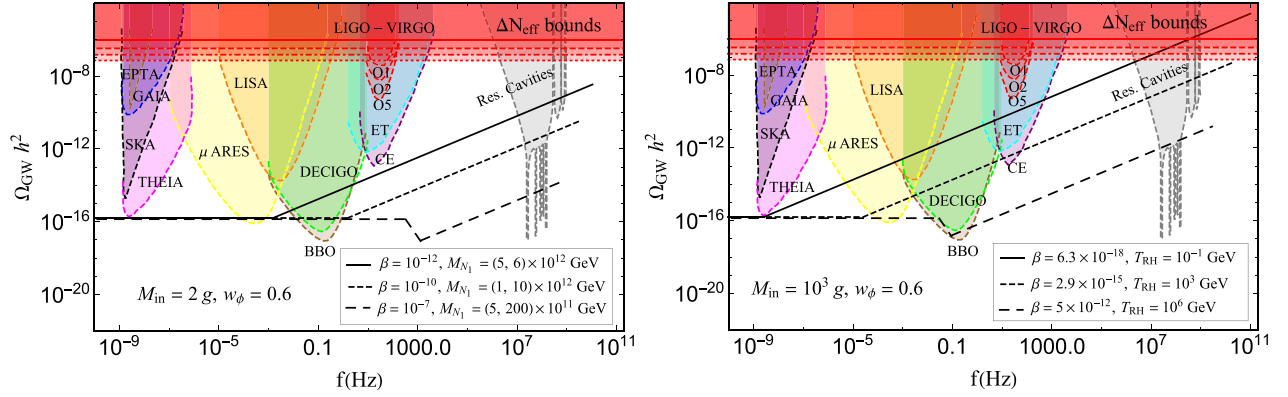 LIGO – VIRGO
ΔN_eff bounds
10^-8
EPTA
GAIA
LISA
O1
O2
O5
Res. Cavities
10^-12
SKA
μ ARES
ET
CE
THEIA
DECIGO
10^-16
BBO
10^-20
M_in = 2 g, w_ϕ = 0.6
β = 10^-12, M_N1 = (5, 6)×10^12 GeV
β = 10^-10, M_N1 = (1, 10)×10^12 GeV
β = 10^-7, M_N1 = (5, 200)×10^11 GeV
Ω_GW h^2
10^-9
10^-5
0.1
1000.0
10^7
10^11
f(Hz)
LIGO – VIRGO
ΔN_eff bounds
10^-8
EPTA
GAIA
LISA
O1
O2
O5
Res. Cavities
10^-12
SKA
μ ARES
ET
CE
THEIA
DECIGO
10^-16
BBO
10^-20
M_in = 10^3 g, w_ϕ = 0.6
β = 6.3×10^-18, T_RH = 10^-1 GeV
β = 2.9×10^-15, T_RH = 10^3 GeV
β = 5×10^-12, T_RH = 10^6 GeV
Ω_GW h^2
10^-9
10^-5
0.1
1000.0
10^7
10^11
f(Hz)